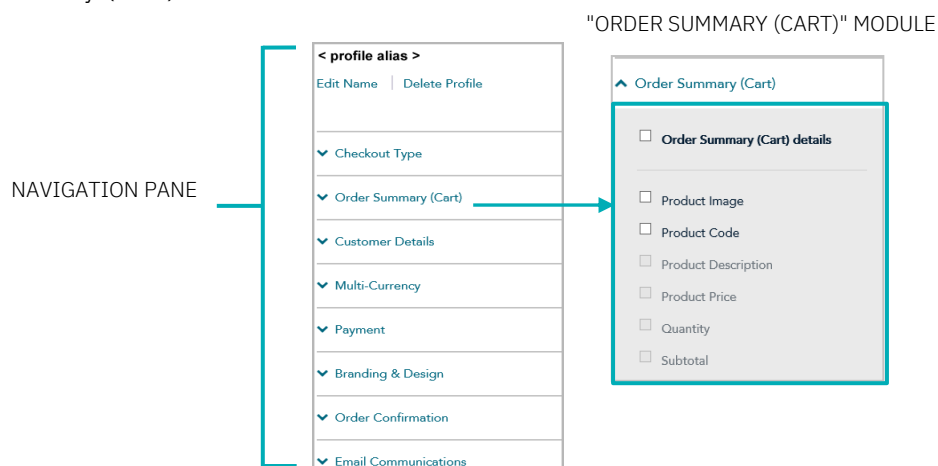 "ORDER SUMMARY (CART)" MODULE
< profile alias >
Edit Name | Delete Profile
Checkout Type
Order Summary (Cart)
Customer Details
Multi-Currency
Payment
Branding & Design
Order Confirmation
Email Communications
NAVIGATION PANE
Order Summary (Cart)
Order Summary (Cart) details
Product Image
Product Code
Product Description
Product Price
Quantity
Subtotal